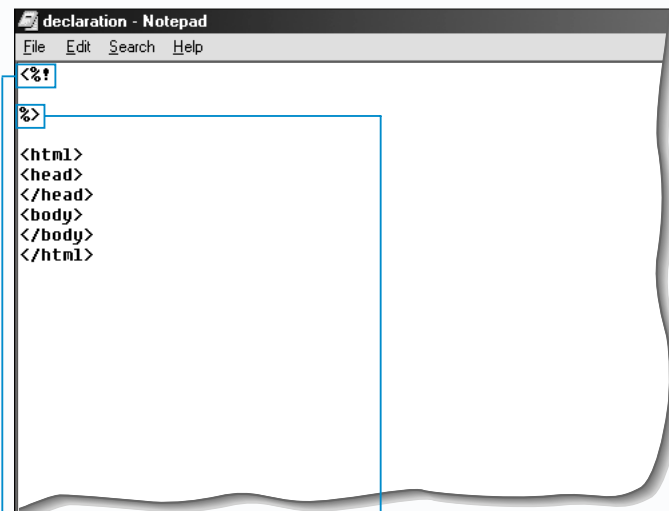 declaration - Notepad
File Edit Search Help
<%!
%>
<html>
<head>
</head>
<body>
</body>
</html>